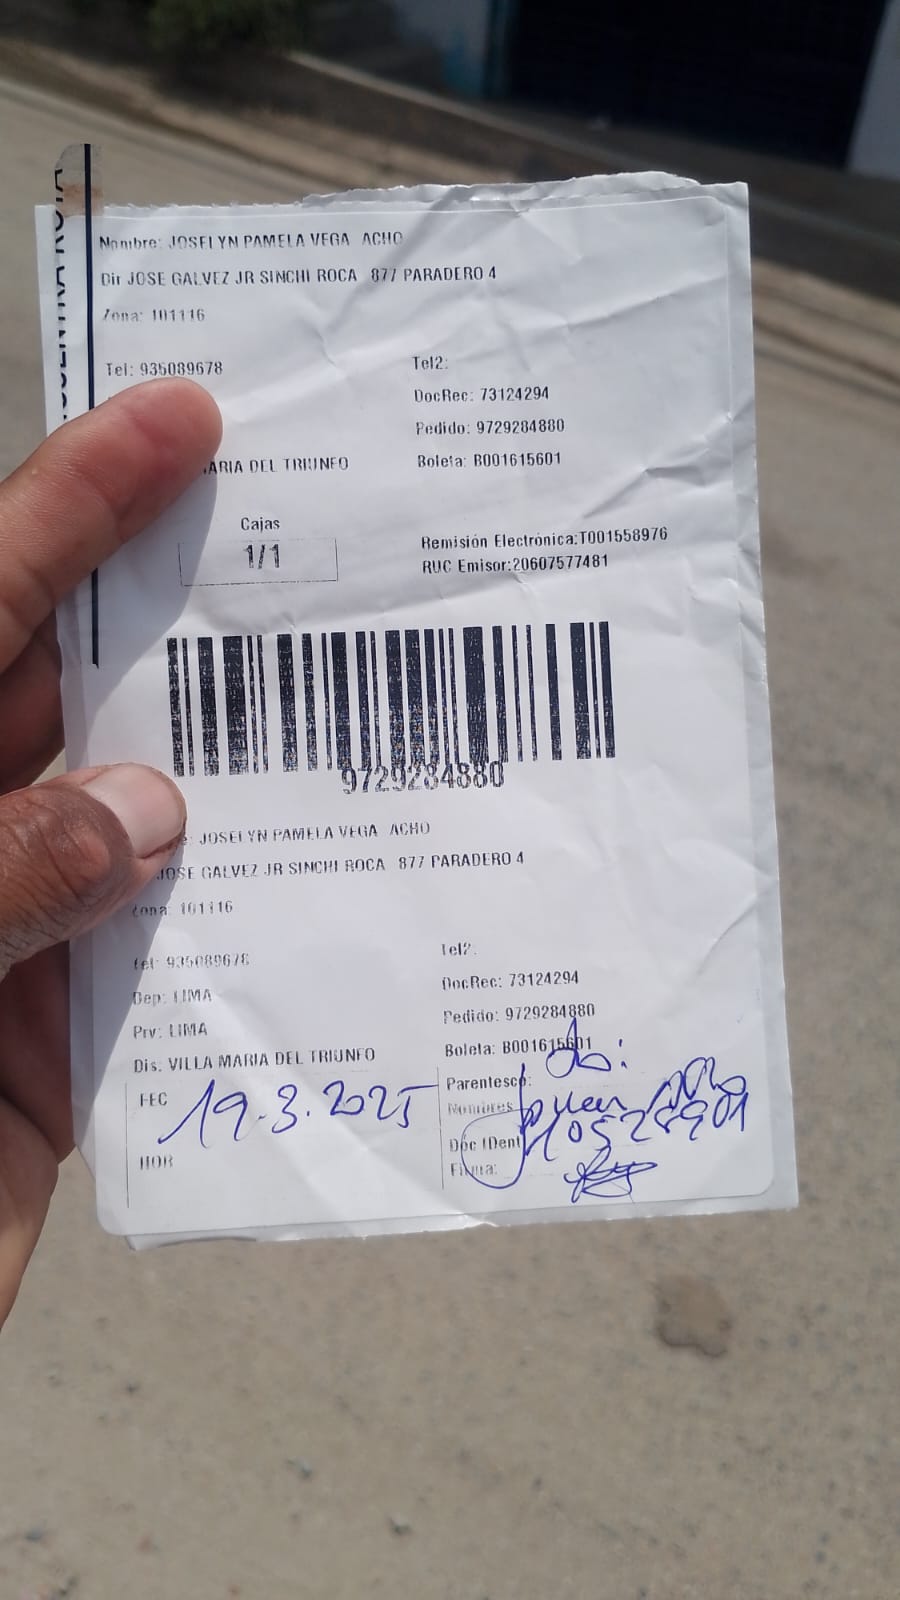 Nombre: JOSELYN PAMELA VEGA ACHO
Dir JOSE GALVEZ JR SINCHI ROCA 877 PARADERO 4
Zona: 101116
Tel: 935089678
Tel2:
DocRec: 73124294
Pedido: 9729284880
ARIA DEL TRIUNFO
Boleta: B001615601
Cajas
1/1
Remisión Electrónica:T001558976
RUC Emisor:20607577481
9729284880
e: JOSELYN PAMELA VEGA ACHO
JOSE GALVEZ JR SINCHI ROCA 877 PARADERO 4
Zona: 101116
Tel: 935089678
Tel2:
Dep: LIMA
DocRec: 73124294
Prv: LIMA
Pedido: 9729284880
Dis: VILLA MARIA DEL TRIUNFO
Boleta: B001615601
FEC 19.3.2025
Parentesco:
Nombres
HOR
Doc IDent
Firma: